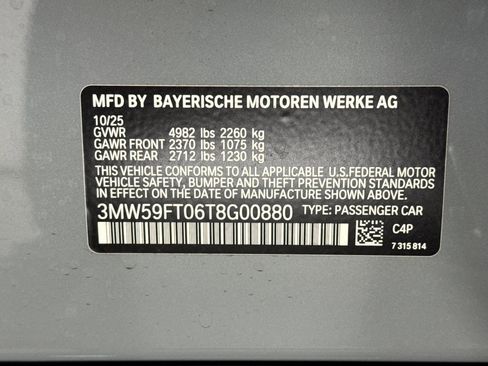 MFD BY BAYERISCHE MOTOREN WERKE AG
10/25
GVWR 4982 lbs 2260 kg
GAWR FRONT 2370 lbs 1075 kg
GAWR REAR 2712 lbs 1230 kg
THIS VEHICLE CONFORMS TO ALL APPLICABLE U.S.FEDERAL MOTOR
VEHICLE SAFETY, BUMPER AND THEFT PREVENTION STANDARDS
IN EFFECT ON THE DATE OF MANUFACTURE SHOWN ABOVE.
3MW59FT06T8G00880 TYPE: PASSENGER CAR
C4P
7 315 814